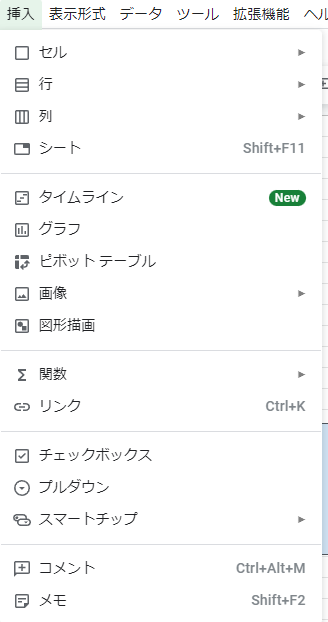 挿入 表示形式 データ ツール 拡張機能
セル
行
列
シート Shift+F11
タイムライン New
グラフ
ピボット テーブル
画像
図形描画
関数
リンク Ctrl+K
チェックボックス
プルダウン
スマートチップ
コメント Ctrl+Alt+M
メモ Shift+F2